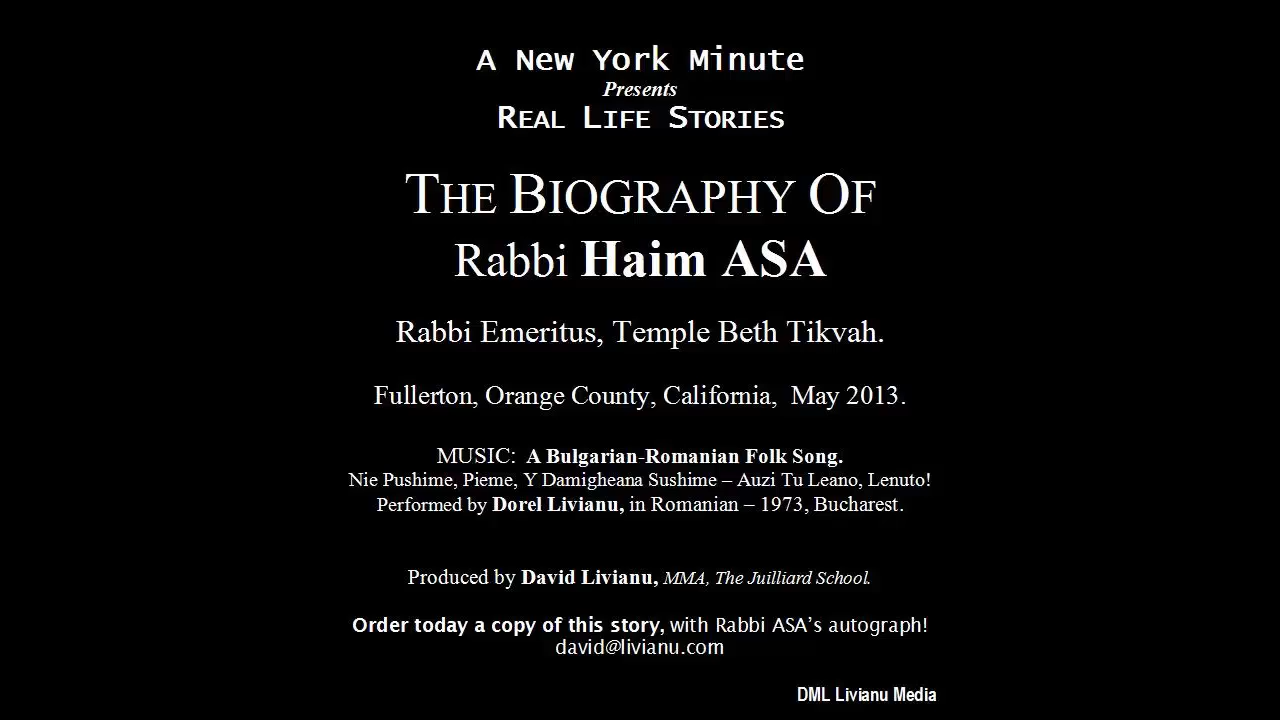 A New York Minute
Presents
REAL LIFE STORIES
THE BIOGRAPHY OF
Rabbi Haim ASA
Rabbi Emeritus, Temple Beth Tikvah.
Fullerton, Orange County, California,  May 2013.
MUSIC:  A Bulgarian-Romanian Folk Song.
Nie Pushime, Pieme, Y Damigheana Sushime – Auzi Tu Leano, Lenuto!
Performed by Dorel Livianu, in Romanian – 1973, Bucharest.
Produced by David Livianu, MMA, The Juilliard School.
Order today a copy of this story, with Rabbi ASA’s autograph!
david@livianu.com
DML Livianu Media